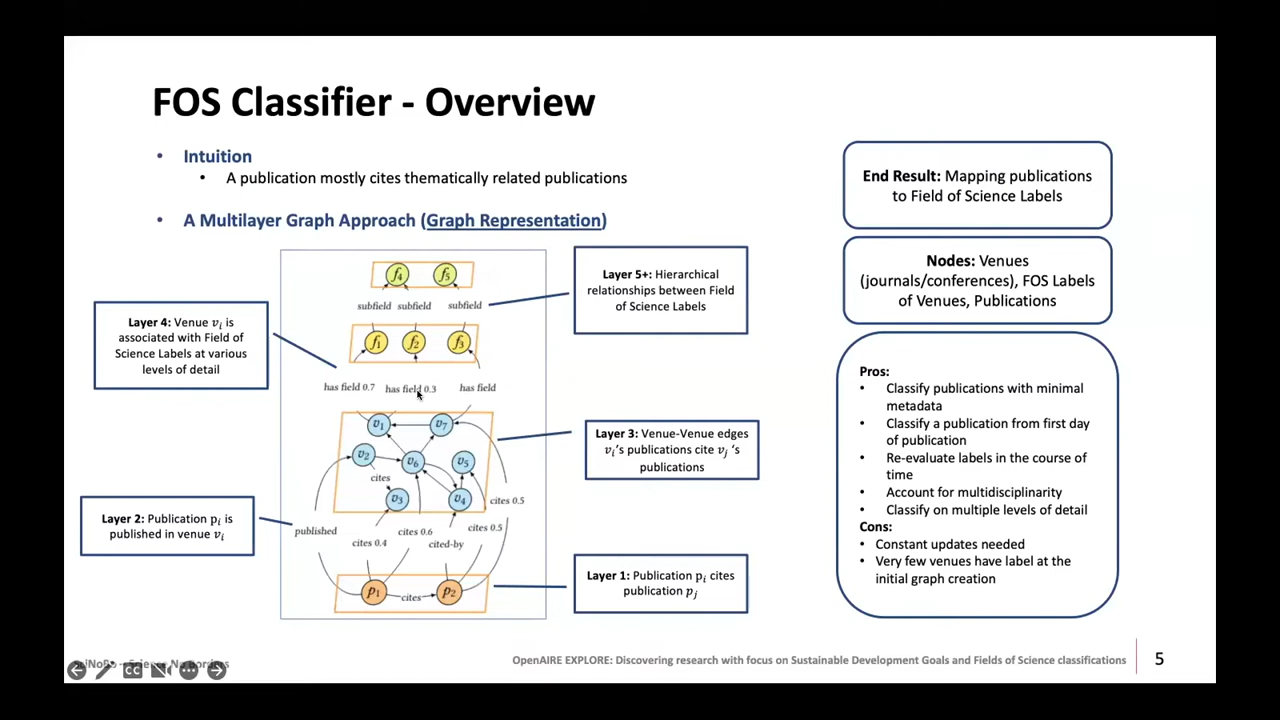 FOS Classifier - Overview
• Intuition
• A publication mostly cites thematically related publications
• A Multilayer Graph Approach (Graph Representation)
f4 f5
subfield subfield subfield
f1 f2 f3
has field 0.7 has field 0.3 has field
v1 v7
v2 v6 v5
cites
v3 v4
cites 0.5
published
cites 0.4 cites 0.6 cited-by cites 0.5
p1 cites p2
Layer 5+: Hierarchical
relationships between Field
of Science Labels
Layer 4: Venue vi is
associated with Field of
Science Labels at various
levels of detail
Layer 3: Venue-Venue edges
vi's publications cite vj 's
publications
Layer 2: Publication pi is
published in venue vi
Layer 1: Publication pi cites
publication pj
End Result: Mapping publications
to Field of Science Labels
Nodes: Venues
(journals/conferences), FOS Labels
of Venues, Publications
Pros:
• Classify publications with minimal
metadata
• Classify a publication from first day
of publication
• Re-evaluate labels in the course of
time
• Account for multidisciplinarity
• Classify on multiple levels of detail
Cons:
• Constant updates needed
• Very few venues have label at the
initial graph creation
SciNoBo – Science No Borders
CC
OpenAIRE EXPLORE: Discovering research with focus on Sustainable Development Goals and Fields of Science classifications
5